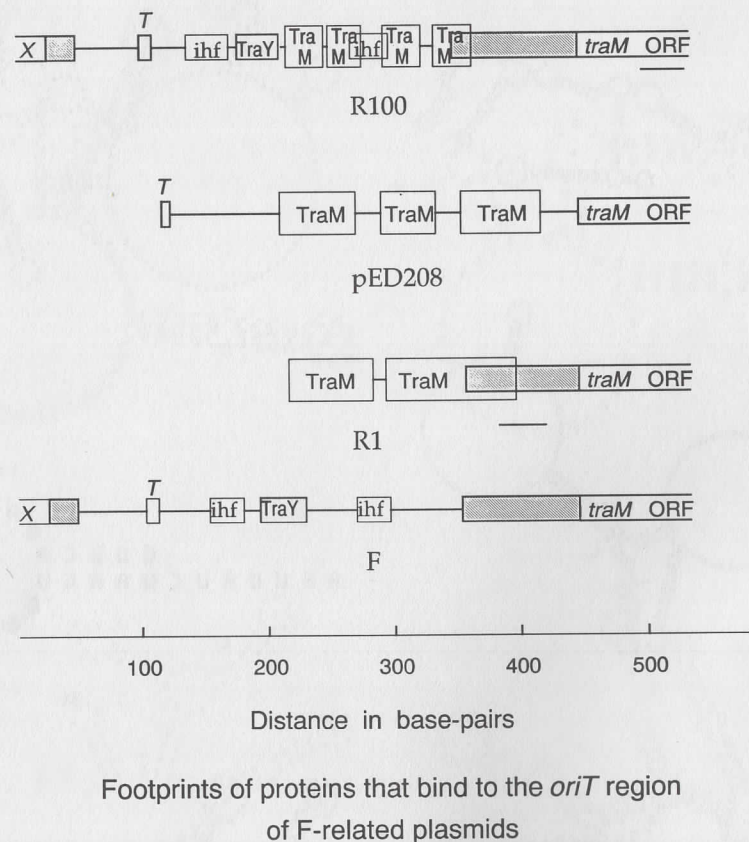 T
X ihf TraY Tra M Tra M ihf Tra M Tra M traM ORF
R100
T
TraM TraM TraM traM ORF
pED208
TraM TraM traM ORF
R1
T
X ihf TraY ihf traM ORF
F
100 200 300 400 500
Distance in base-pairs
Footprints of proteins that bind to the oriT region
of F-related plasmids